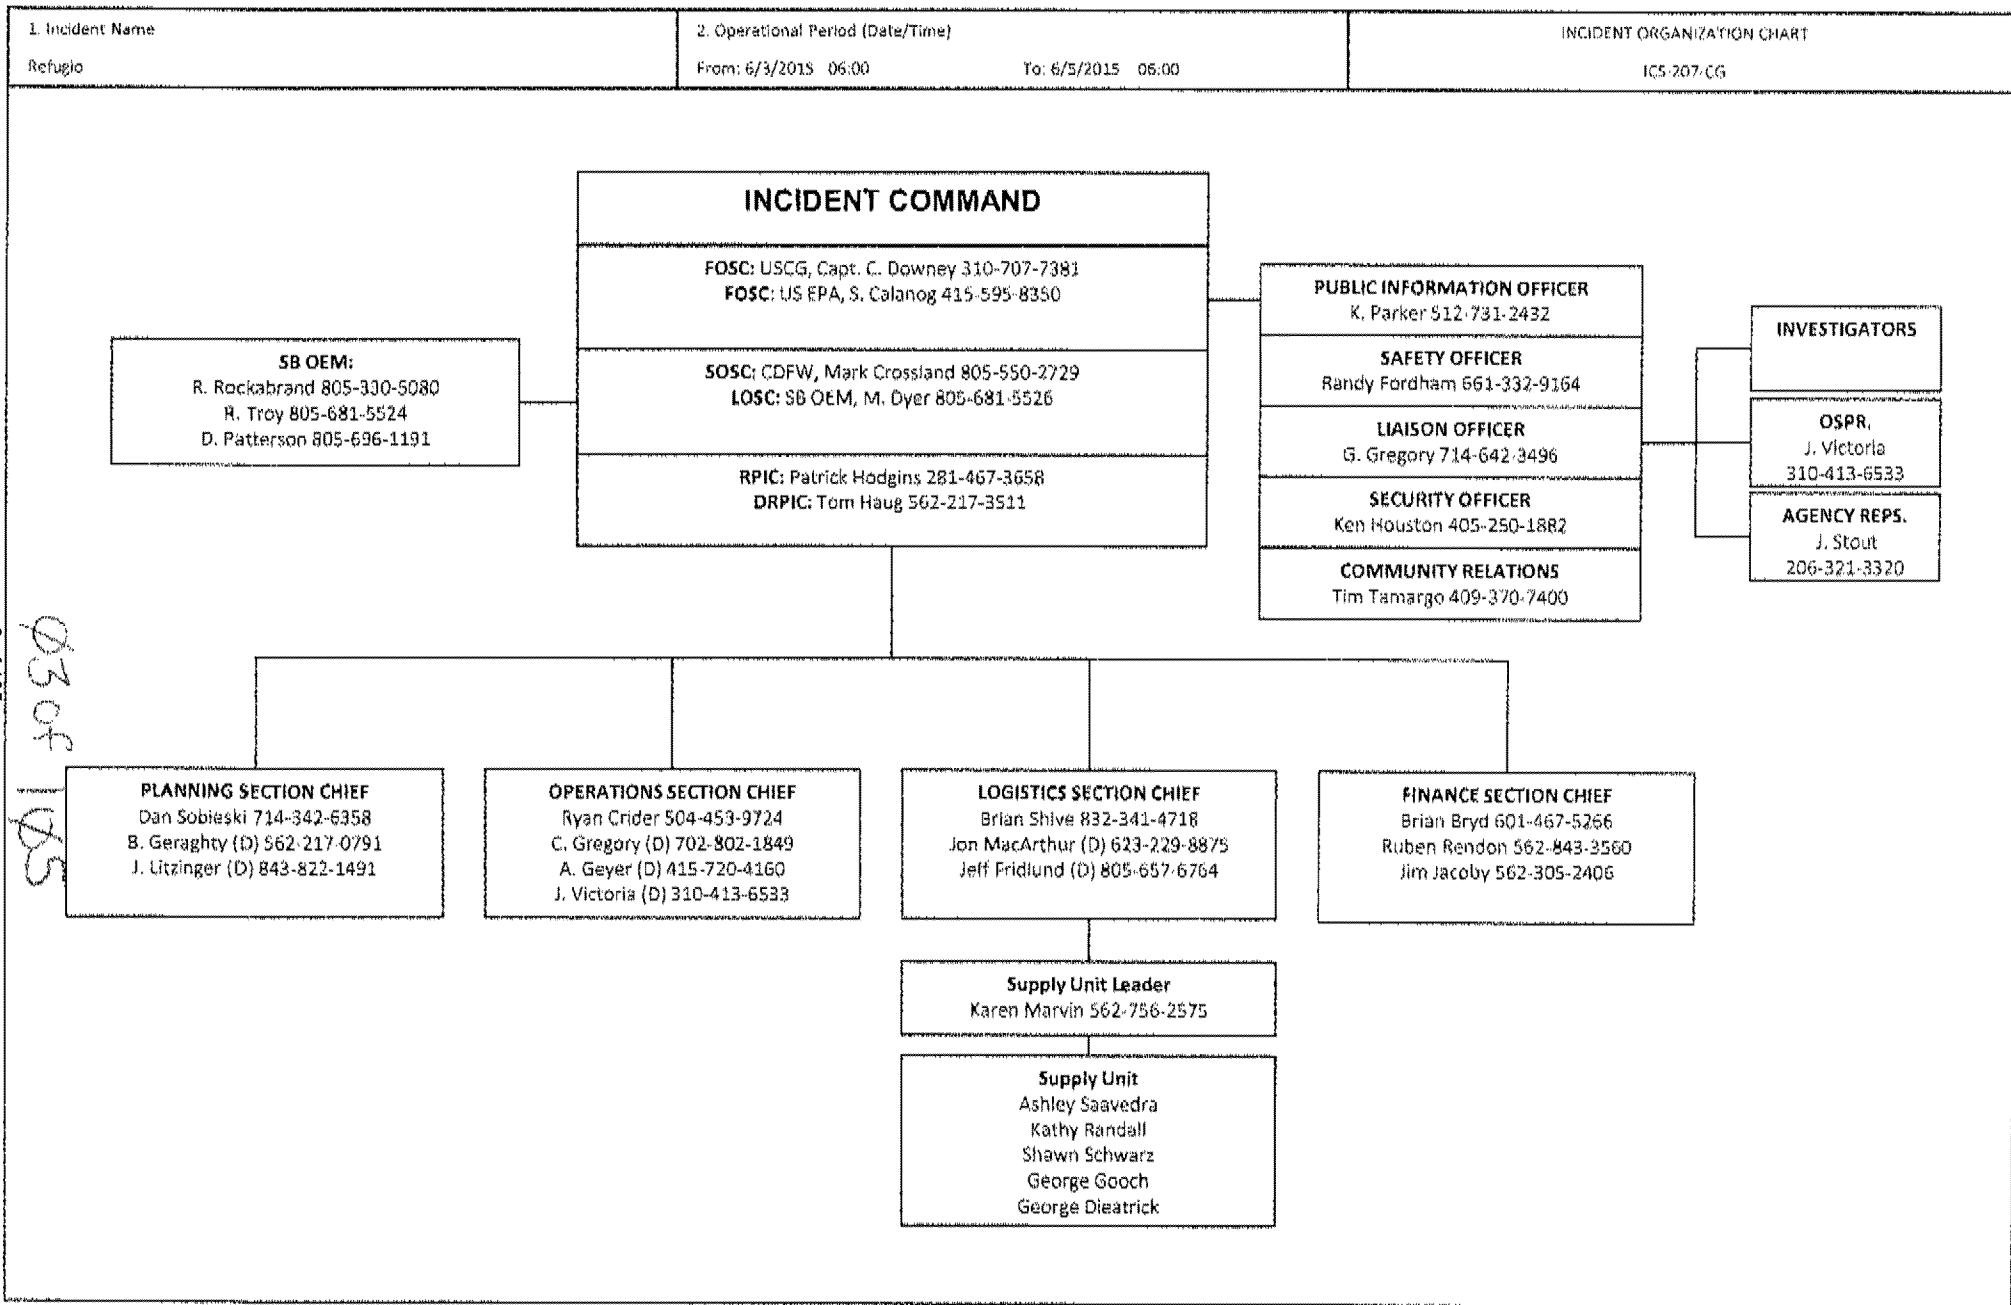 1. Incident Name
Refugio
2. Operational Period (Date/Time)
From: 6/3/2015 06:00 To: 6/5/2015 06:00
INCIDENT ORGANIZATION CHART
ICS-207-CG
INCIDENT COMMAND
FOSC: USCG, Capt. C. Downey 310-707-7381
FOSC: US EPA, S. Calanog 415-595-8350
SOSC: CDFW, Mark Crossland 805-550-2729
LOSC: SB OEM, M. Dyer 805-681-5526
RPIC: Patrick Hodgins 281-467-3658
DRPIC: Tom Haug 562-217-3511
SB OEM:
R. Rockabrand 805-330-5080
R. Troy 805-681-5524
D. Patterson 805-696-1191
PUBLIC INFORMATION OFFICER
K. Parker 512-731-2432
SAFETY OFFICER
Randy Fordham 661-332-9164
LIAISON OFFICER
G. Gregory 714-642-3496
SECURITY OFFICER
Ken Houston 405-250-1882
COMMUNITY RELATIONS
Tim Tamargo 409-370-7400
INVESTIGATORS
OSPR.
J. Victoria
310-413-6533
AGENCY REPS.
J. Stout
206-321-3320
Ø3 of 1Ø5
PLANNING SECTION CHIEF
Dan Sobieski 714-342-6358
B. Geraghty (D) 562-217-0791
J. Litzinger (D) 843-822-1491
OPERATIONS SECTION CHIEF
Ryan Crider 504-453-9724
C. Gregory (D) 702-802-1849
A. Geyer (D) 415-720-4160
J. Victoria (D) 310-413-6533
LOGISTICS SECTION CHIEF
Brian Shive 832-341-4718
Jon MacArthur (D) 623-229-8875
Jeff Fridlund (D) 805-657-6764
FINANCE SECTION CHIEF
Brian Bryd 601-467-5266
Ruben Rendon 562-843-3560
Jim Jacoby 562-305-2406
Supply Unit Leader
Karen Marvin 562-756-2575
Supply Unit
Ashley Saavedra
Kathy Randall
Shawn Schwarz
George Gooch
George Dieatrick